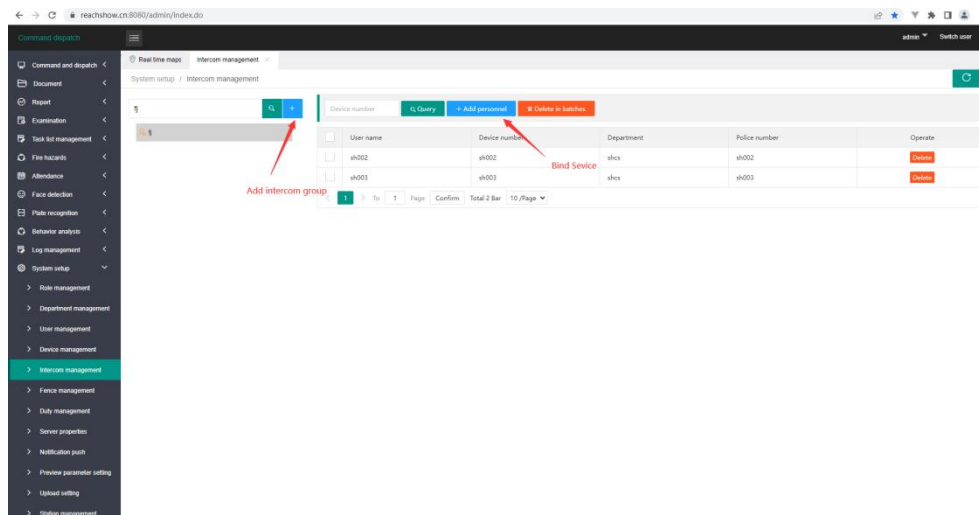 reachshow.cn:8080/admin/index.do
Command dispatch
admin Switch user
Command and dispatch
Document
Report
Examination
Task list management
Fire hazards
Attendance
Face detection
Plate recognition
Behavior analysis
Log management
System setup
Role management
Department management
User management
Device management
Intercom management
Fence management
Duty management
Server properties
Notification push
Preview parameter setting
Upload setting
Station management
Real time maps Intercom management
System setup / Intercom management
Device number Query + Add personnel Delete in batches
User name Device number Department Police number Operate
sh002 sh002 shcs sh002 Delete
sh003 sh003 shcs sh003 Delete
1 To 1 Page Confirm Total 2 Bar 10 /Page
Bind Sevice
Add intercom group